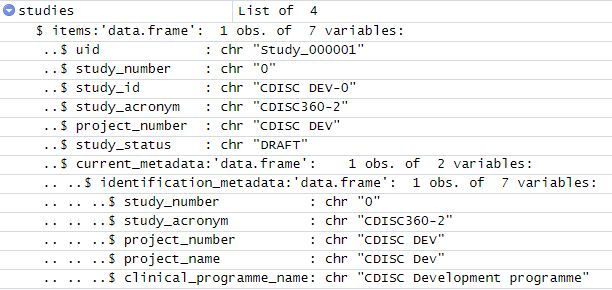 studies List of 4
$ items:'data.frame': 1 obs. of 7 variables:
..$ uid : chr "Study_000001"
..$ study_number : chr "0"
..$ study_id : chr "CDISC DEV-0"
..$ study_acronym : chr "CDISC360-2"
..$ project_number : chr "CDISC DEV"
..$ study_status : chr "DRAFT"
..$ current_metadata:'data.frame': 1 obs. of 2 variables:
.. ..$ identification_metadata:'data.frame': 1 obs. of 7 variables:
.. .. ..$ study_number : chr "0"
.. .. ..$ study_acronym : chr "CDISC360-2"
.. .. ..$ project_number : chr "CDISC DEV"
.. .. ..$ project_name : chr "CDISC Dev"
.. .. ..$ clinical_programme_name: chr "CDISC Development programme"